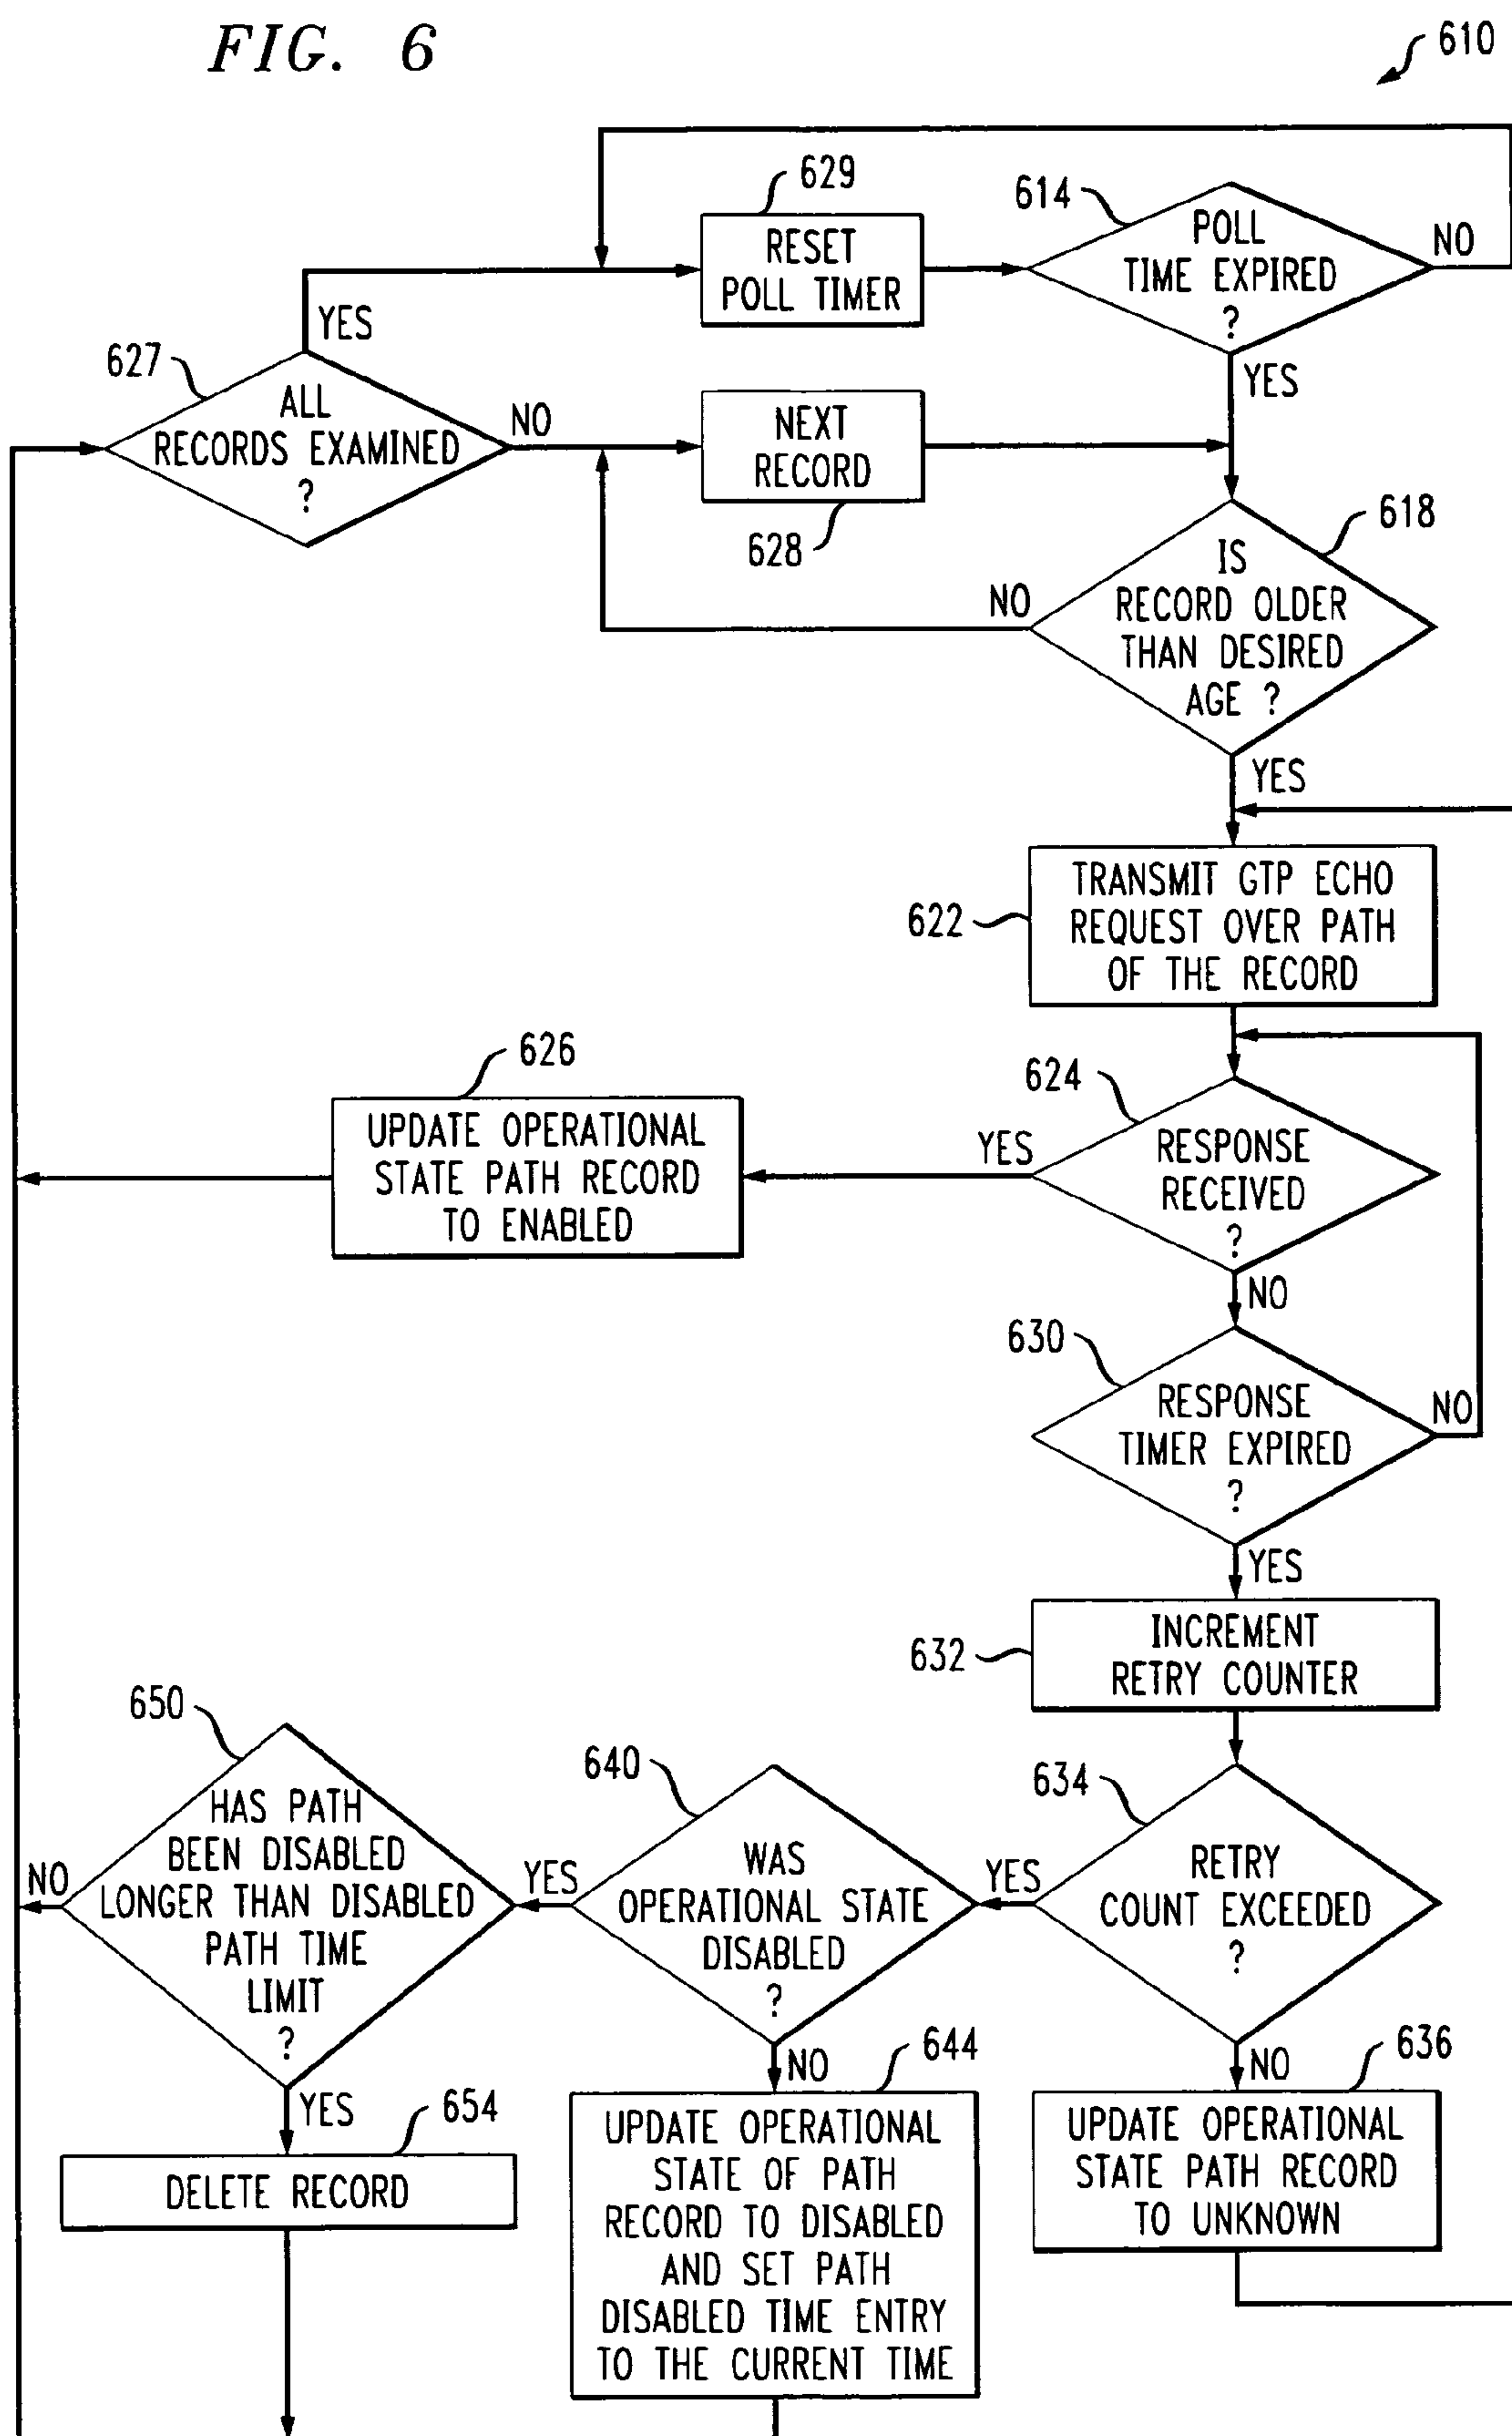 FIG. 6
610
629
RESET
POLL TIMER
614
POLL
TIME EXPIRED
?
NO
YES
YES
627
ALL
RECORDS EXAMINED
?
NO
NEXT
RECORD
628
618
IS
RECORD OLDER
THAN DESIRED
AGE ?
NO
YES
622
TRANSMIT GTP ECHO
REQUEST OVER PATH
OF THE RECORD
626
UPDATE OPERATIONAL
STATE PATH RECORD
TO ENABLED
624
YES
RESPONSE
RECEIVED
?
NO
630
RESPONSE
TIMER EXPIRED
?
NO
YES
632
INCREMENT
RETRY COUNTER
650
HAS PATH
BEEN DISABLED
LONGER THAN DISABLED
PATH TIME
LIMIT
?
NO
YES
640
WAS
OPERATIONAL STATE
DISABLED
?
YES
NO
634
RETRY
COUNT EXCEEDED
?
YES
NO
654
DELETE RECORD
644
UPDATE OPERATIONAL
STATE OF PATH
RECORD TO DISABLED
AND SET PATH
DISABLED TIME ENTRY
TO THE CURRENT TIME
636
UPDATE OPERATIONAL
STATE PATH RECORD
TO UNKNOWN